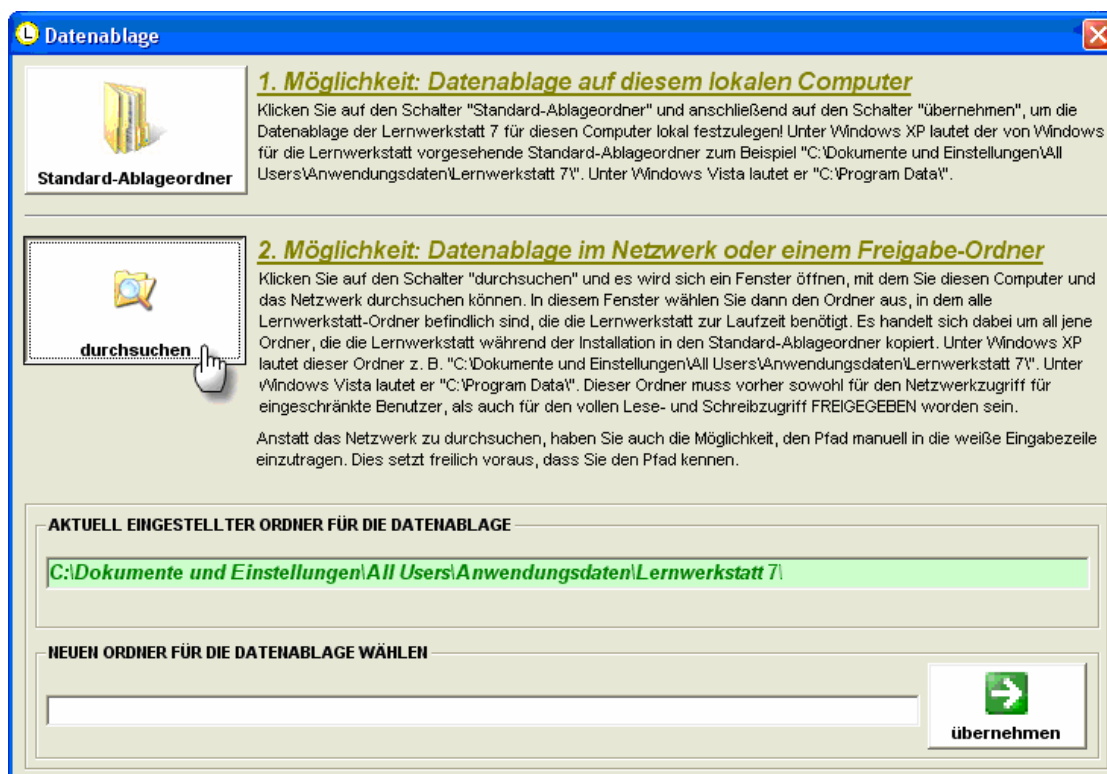 Datenablage
1. Möglichkeit: Datenablage auf diesem lokalen Computer
Klicken Sie auf den Schalter "Standard-Ablageordner" und anschließend auf den Schalter "übernehmen", um die
Datenablage der Lernwerkstatt 7 für diesen Computer lokal festzulegen! Unter Windows XP lautet der von Windows
für die Lernwerkstatt vorgesehende Standard-Ablageordner zum Beispiel "C:\Dokumente und Einstellungen\All
Users\Anwendungsdaten\Lernwerkstatt 7\". Unter Windows Vista lautet er "C:\Program Data\".
Standard-Ablageordner
2. Möglichkeit: Datenablage im Netzwerk oder einem Freigabe-Ordner
Klicken Sie auf den Schalter "durchsuchen" und es wird sich ein Fenster öffnen, mit dem Sie diesen Computer und
das Netzwerk durchsuchen können. In diesem Fenster wählen Sie dann den Ordner aus, in dem alle
Lernwerkstatt-Ordner befindlich sind, die die Lernwerkstatt zur Laufzeit benötigt. Es handelt sich dabei um all jene
Ordner, die die Lernwerkstatt während der Installation in den Standard-Ablageordner kopiert. Unter Windows XP
lautet dieser Ordner z. B. "C:\Dokumente und Einstellungen\All Users\Anwendungsdaten\Lernwerkstatt 7\". Unter
Windows Vista lautet er "C:\Program Data\". Dieser Ordner muss vorher sowohl für den Netzwerkzugriff für
eingeschränkte Benutzer, als auch für den vollen Lese- und Schreibzugriff FREIGEGEBEN worden sein.
durchsuchen
Anstatt das Netzwerk zu durchsuchen, haben Sie auch die Möglichkeit, den Pfad manuell in die weiße Eingabezeile
einzutragen. Dies setzt freilich voraus, dass Sie den Pfad kennen.
AKTUELL EINGESTELLTER ORDNER FÜR DIE DATENABLAGE
C:\Dokumente und Einstellungen\All Users\Anwendungsdaten\Lernwerkstatt 7\
NEUEN ORDNER FÜR DIE DATENABLAGE WÄHLEN
übernehmen